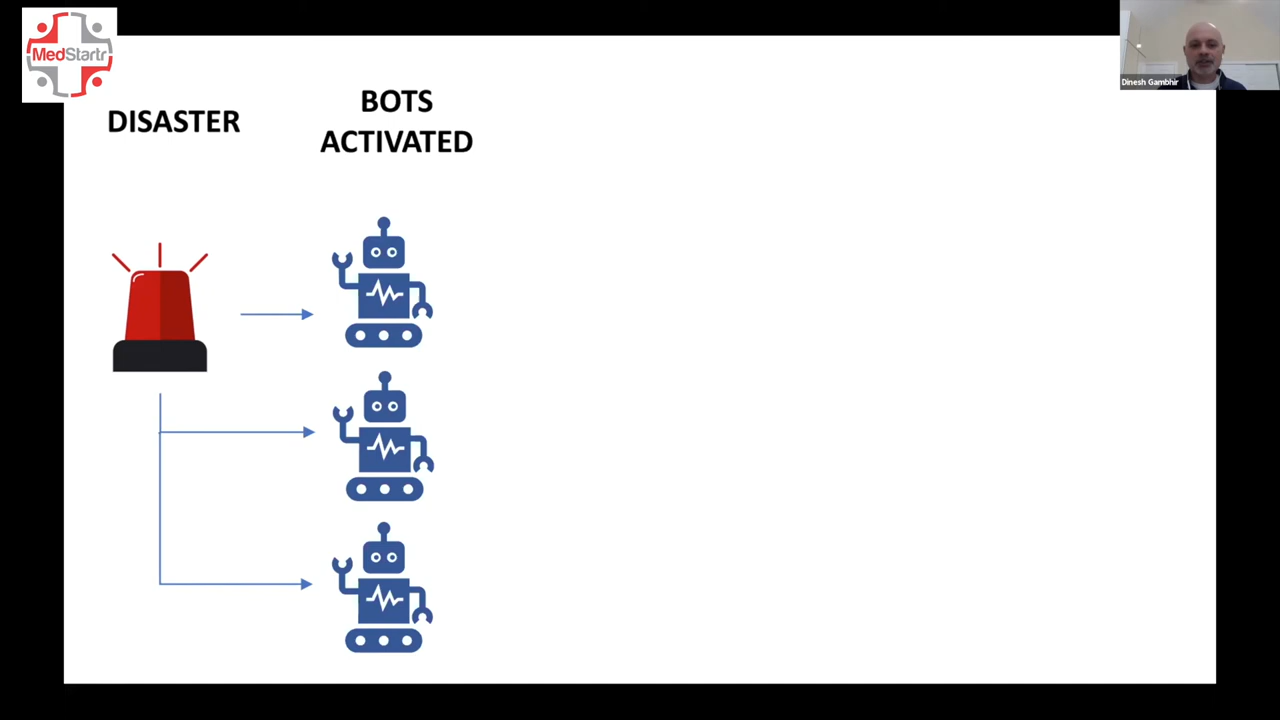 MedStartr
Dinesh Gambhir
DISASTER
BOTS
ACTIVATED